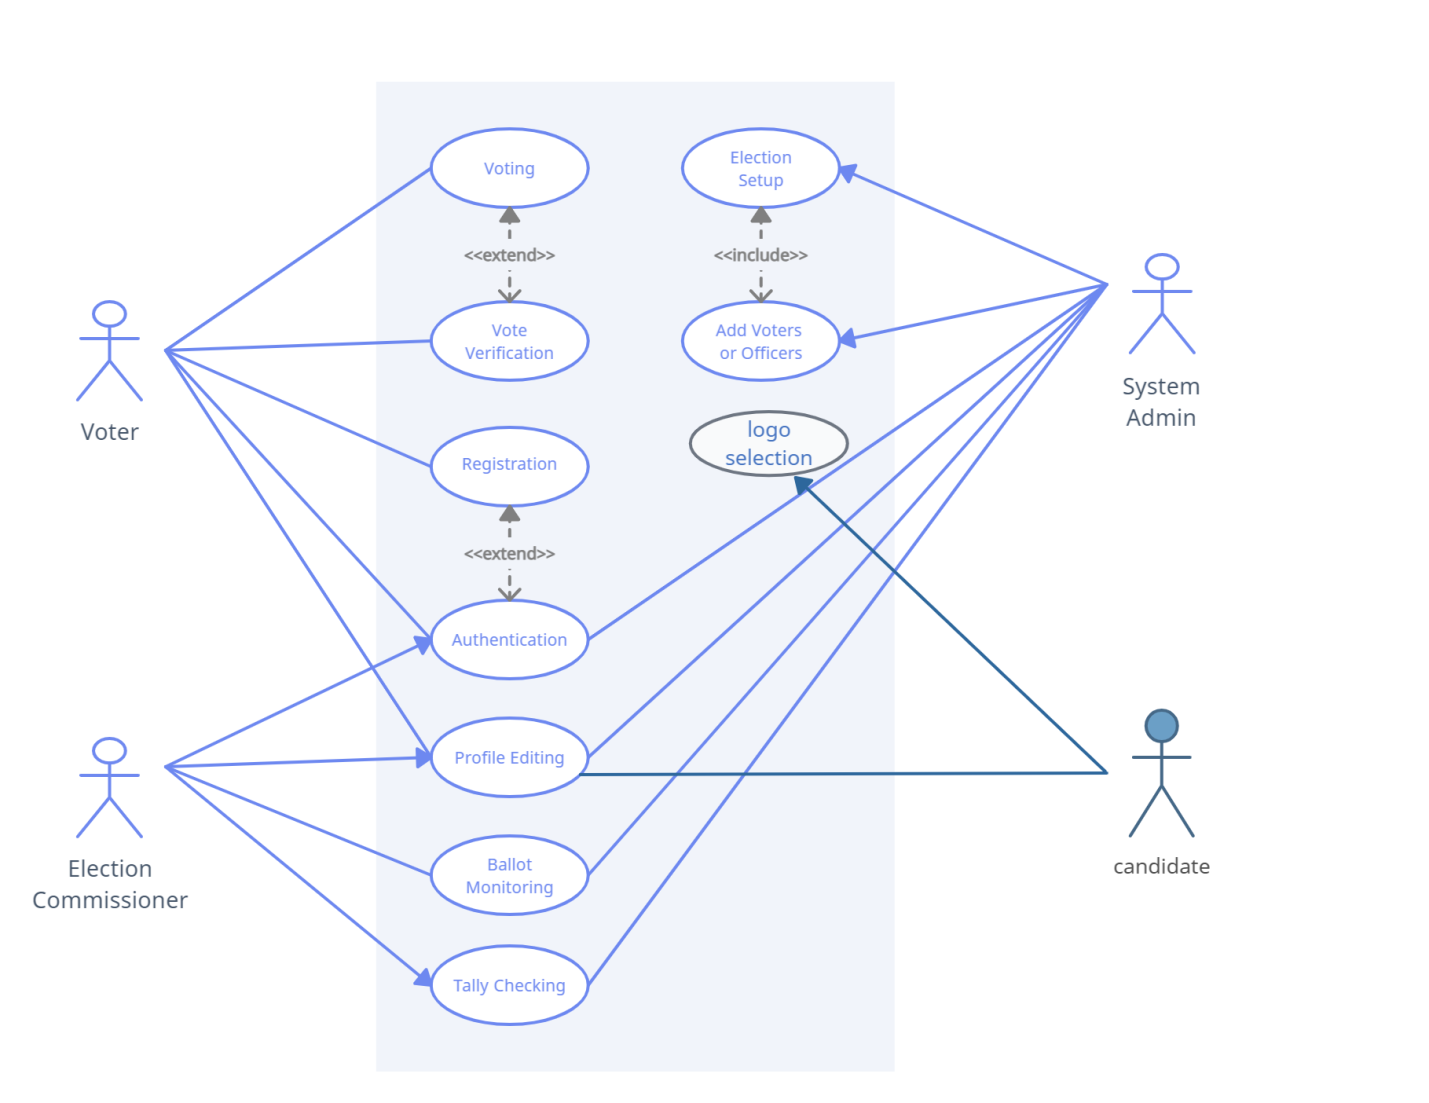 Voting
Election
Setup
<<extend>>
<<include>>
Vote
Verification
Add Voters
or Officers
Voter
System
Admin
logo
selection
Registration
<<extend>>
Authentication
Profile Editing
Election
Commissioner
Ballot
Monitoring
candidate
Tally Checking